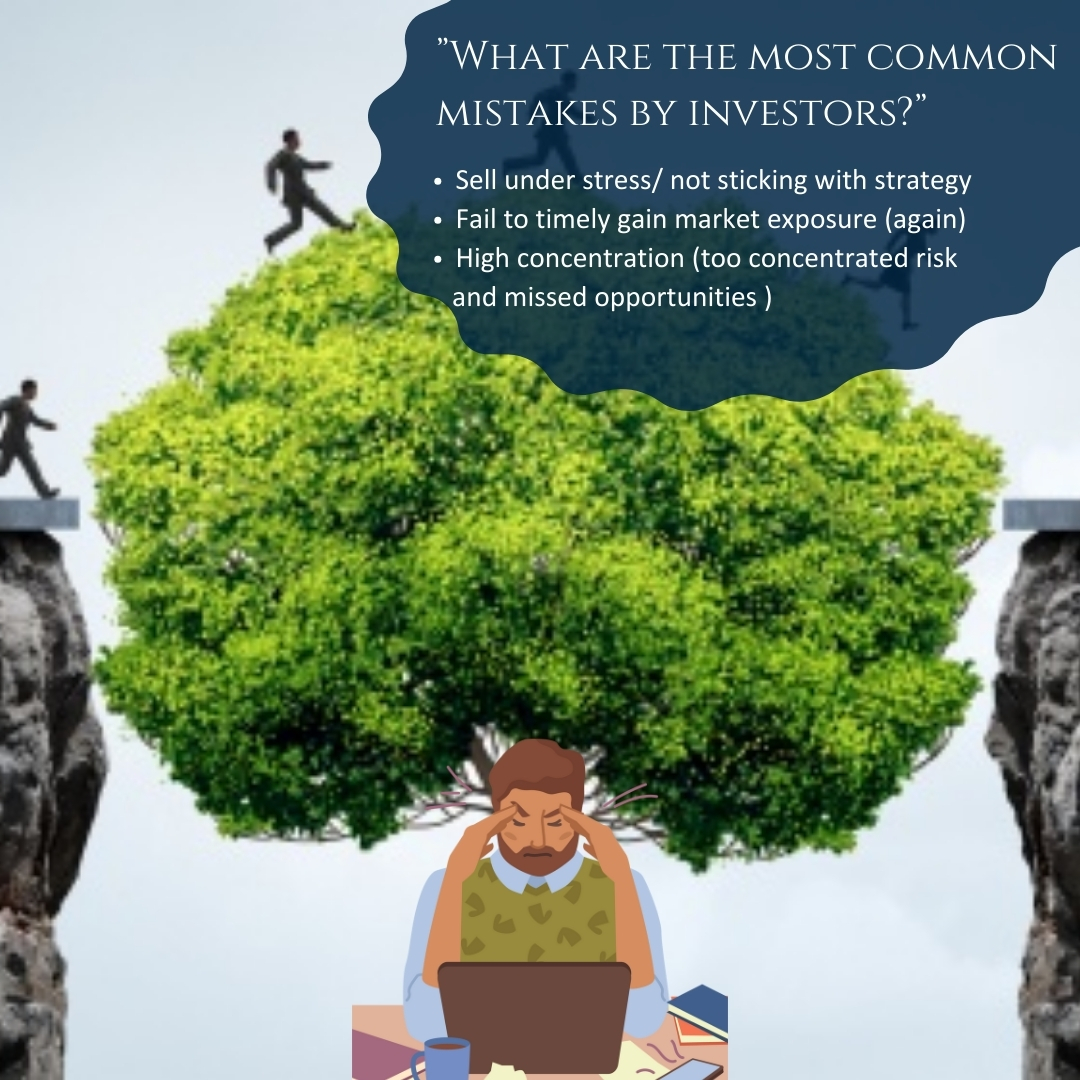 ”What are the most common
mistakes by investors?”
• Sell under stress/ not sticking with strategy
• Fail to timely gain market exposure (again)
• High concentration (too concentrated risk
and missed opportunities )